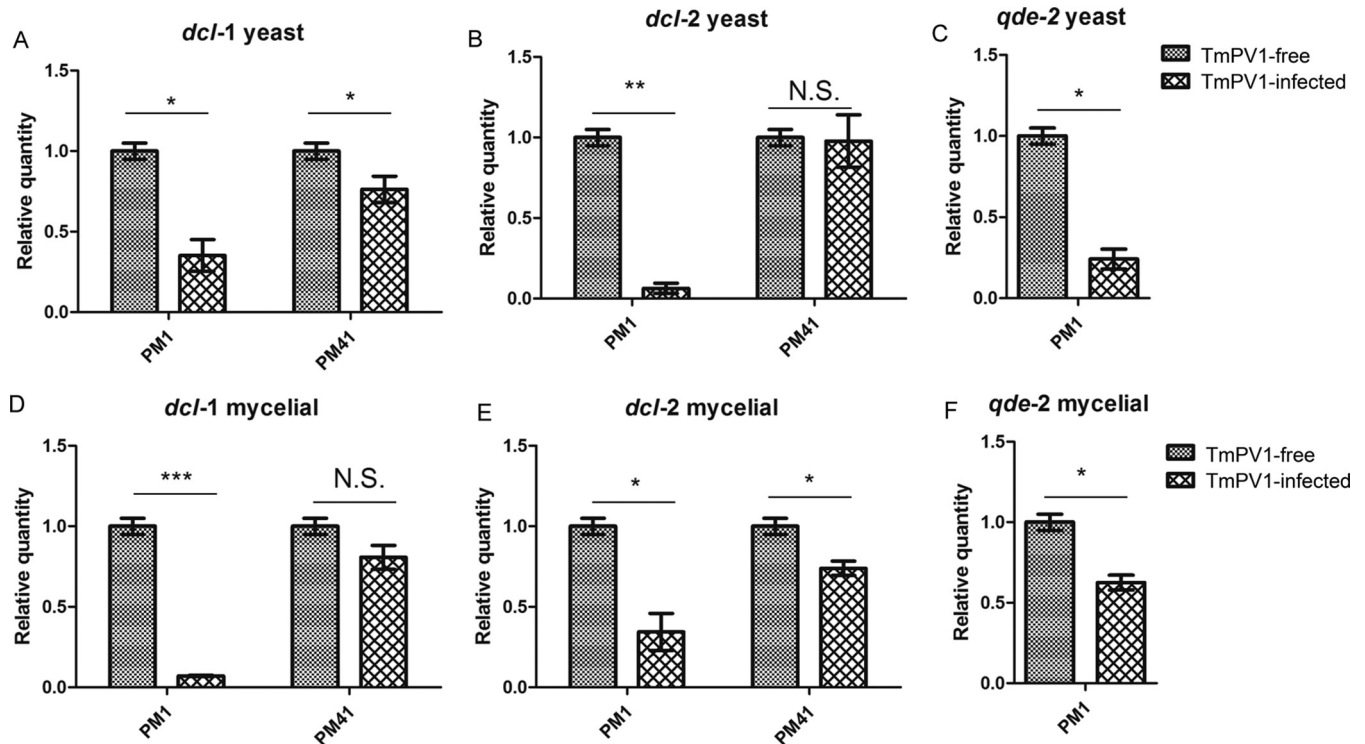 A
dcl-1 yeast
Relative quantity
1.5
1.0
0.5
0.0
*
*
PM1
PM41
B
dcl-2 yeast
Relative quantity
1.5
1.0
0.5
0.0
**
N.S.
PM1
PM41
C
qde-2 yeast
Relative quantity
1.5
1.0
0.5
0.0
*
PM1
TmPV1-free
TmPV1-infected
D
dcl-1 mycelial
Relative quantity
1.5
1.0
0.5
0.0
***
N.S.
PM1
PM41
E
dcl-2 mycelial
Relative quantity
1.5
1.0
0.5
0.0
*
*
PM1
PM41
F
qde-2 mycelial
Relative quantity
1.5
1.0
0.5
0.0
*
PM1
TmPV1-free
TmPV1-infected